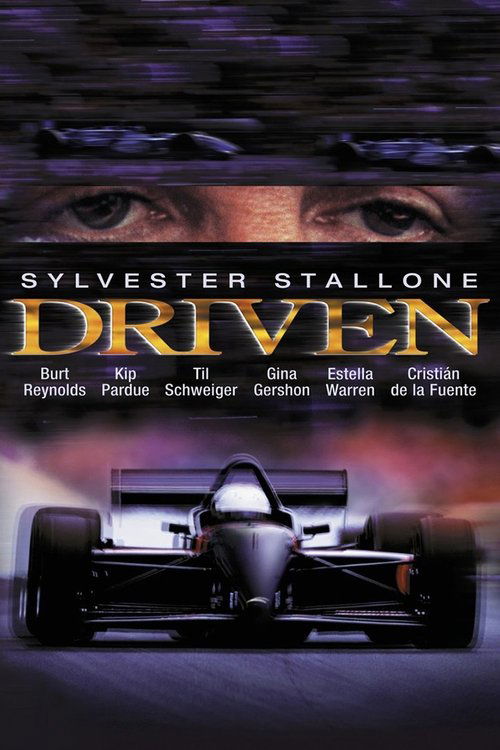 SYLVESTER STALLONE
DRIVEN
Burt Kip Til Gina Estella Cristián
Reynolds Pardue Schweiger Gershon Warren de la Fuente